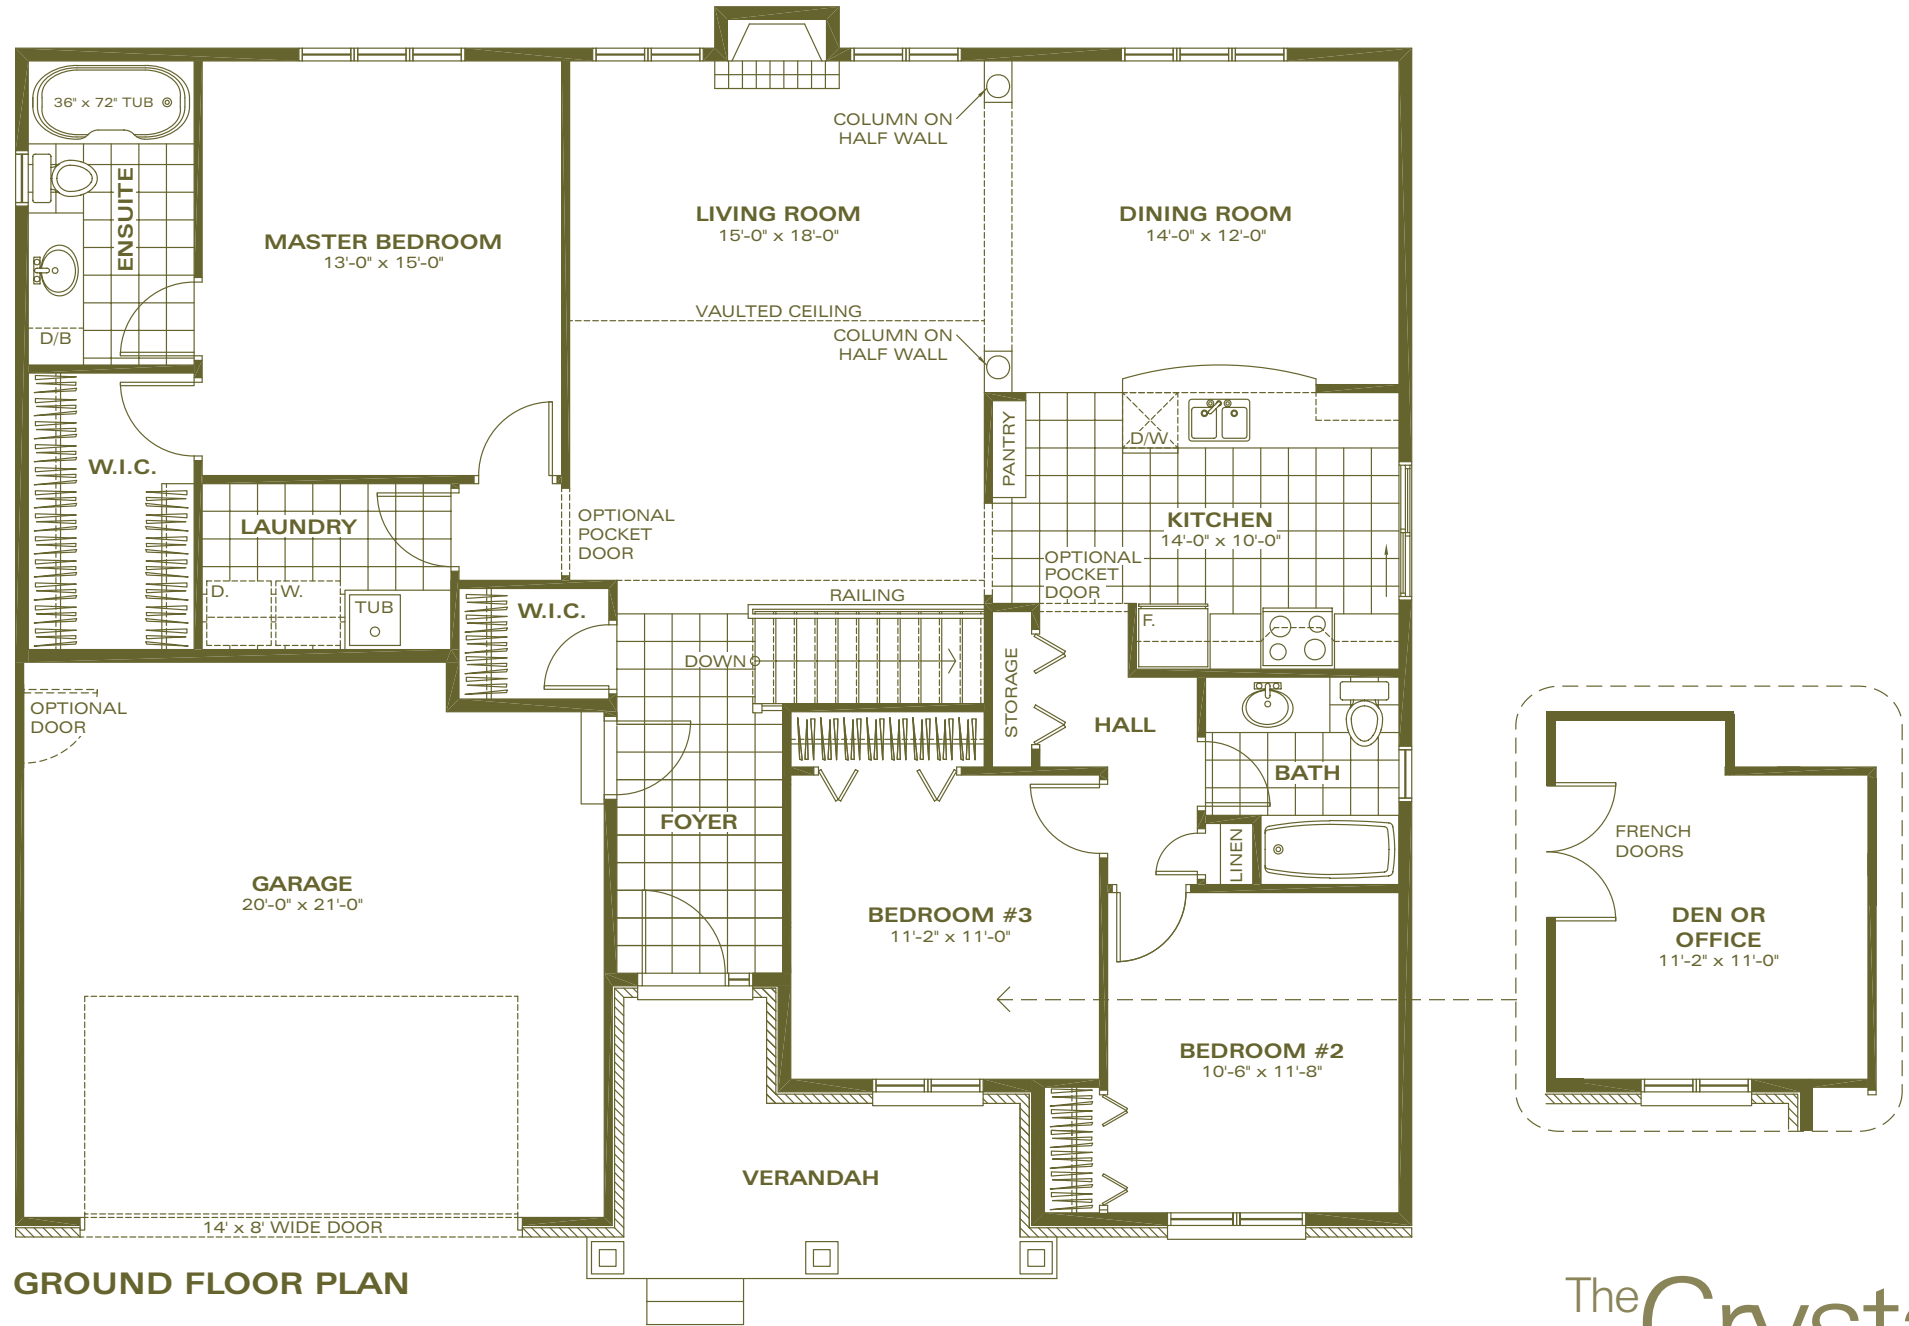 36" x 72" TUB
ENSUITE
D/B
MASTER BEDROOM
13'-0" x 15'-0"
COLUMN ON
HALF WALL
LIVING ROOM
15'-0" x 18'-0"
VAULTED CEILING
COLUMN ON
HALF WALL
DINING ROOM
14'-0" x 12'-0"
W.I.C.
LAUNDRY
D.
W.
TUB
OPTIONAL
POCKET
DOOR
PANTRY
D/W
KITCHEN
14'-0" x 10'-0"
OPTIONAL
POCKET
DOOR
F.
W.I.C.
RAILING
DOWN
STORAGE
HALL
BATH
LINEN
OPTIONAL
DOOR
FOYER
GARAGE
20'-0" x 21'-0"
BEDROOM #3
11'-2" x 11'-0"
BEDROOM #2
10'-6" x 11'-8"
FRENCH
DOORS
DEN OR
OFFICE
11'-2" x 11'-0"
VERANDAH
14' x 8' WIDE DOOR
GROUND FLOOR PLAN
The